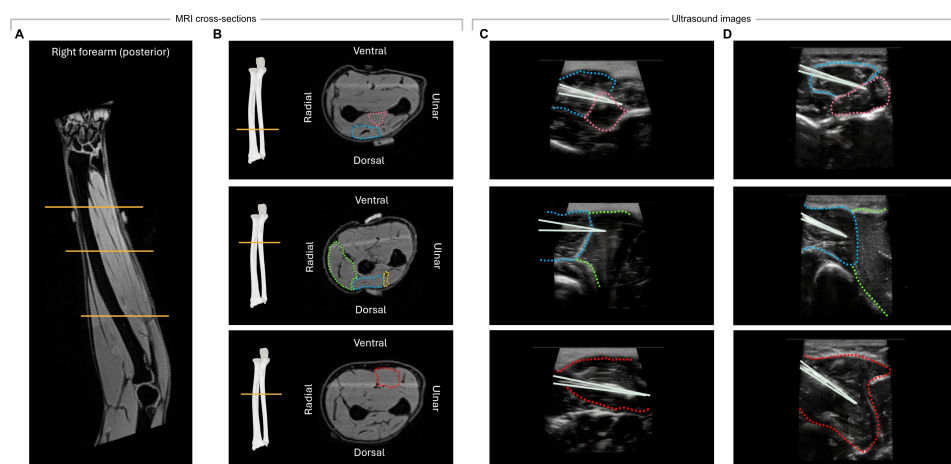 MRI cross-sections
Ultrasound images
A
B
C
D
Right forearm (posterior)
Ventral
Radial
Ulnar
Dorsal
Ventral
Radial
Ulnar
Dorsal
Ventral
Radial
Ulnar
Dorsal